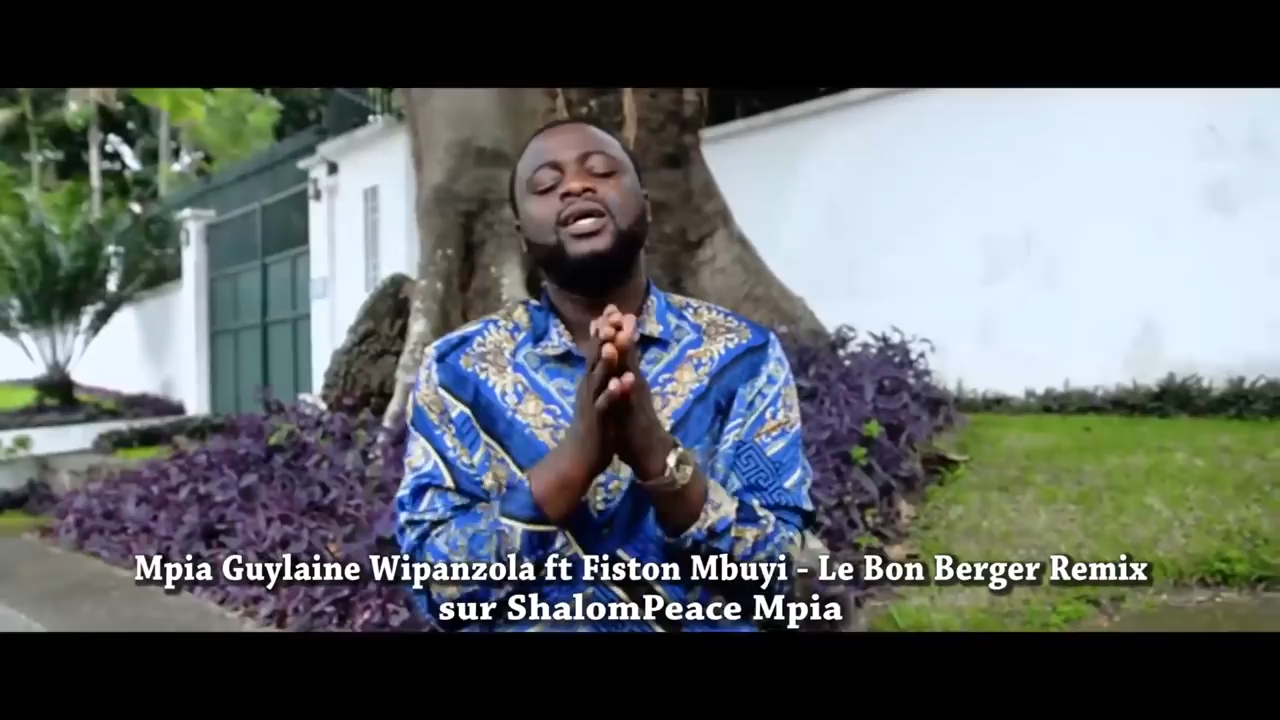 Mpia Guylaine Wipanzola ft Fiston Mbuyi - Le Bon Berger Remix
sur ShalomPeace Mpia